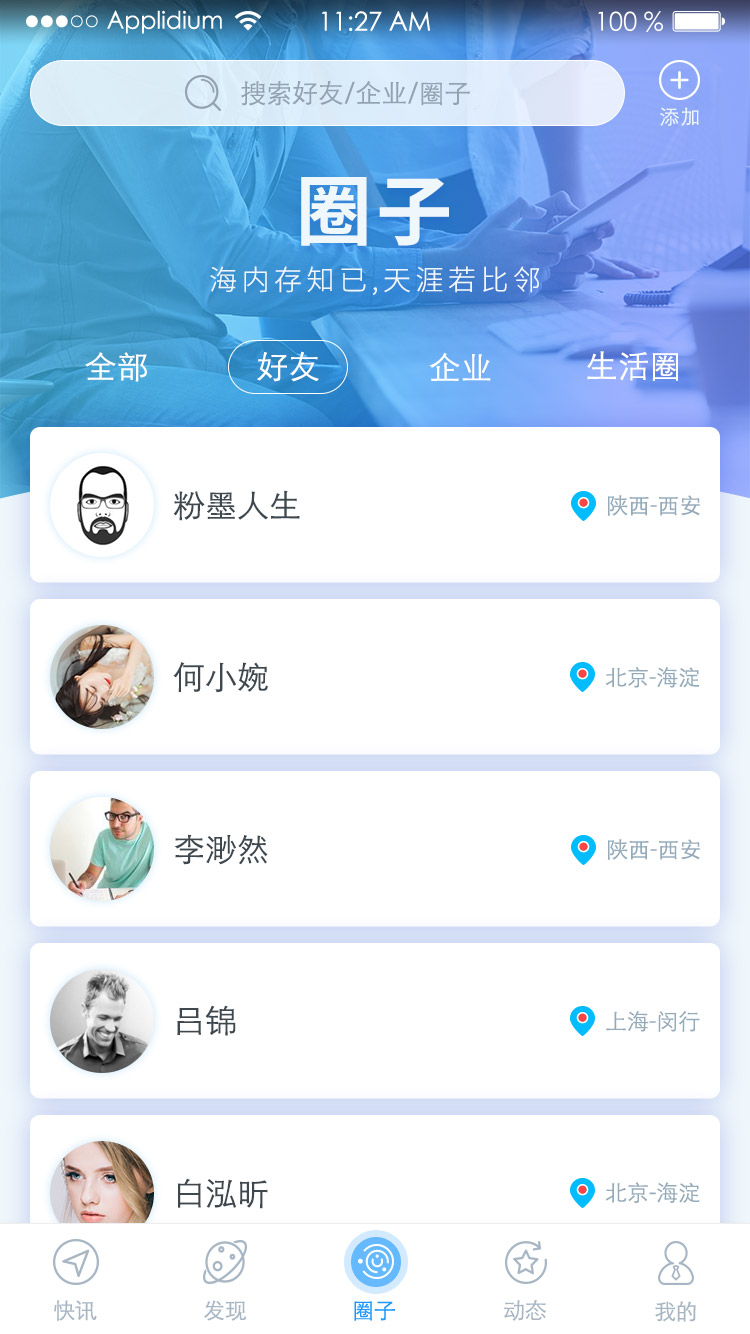 Applidium 11:27 AM 100 %
搜索好友/企业/圈子
添加
圈子
海内存知已,天涯若比邻
全部 好友 企业 生活圈
粉墨人生 陕西-西安
何小婉 北京-海淀
李渺然 陕西-西安
吕锦 上海-闵行
白泓昕 北京-海淀
快讯 发现 圈子 动态 我的